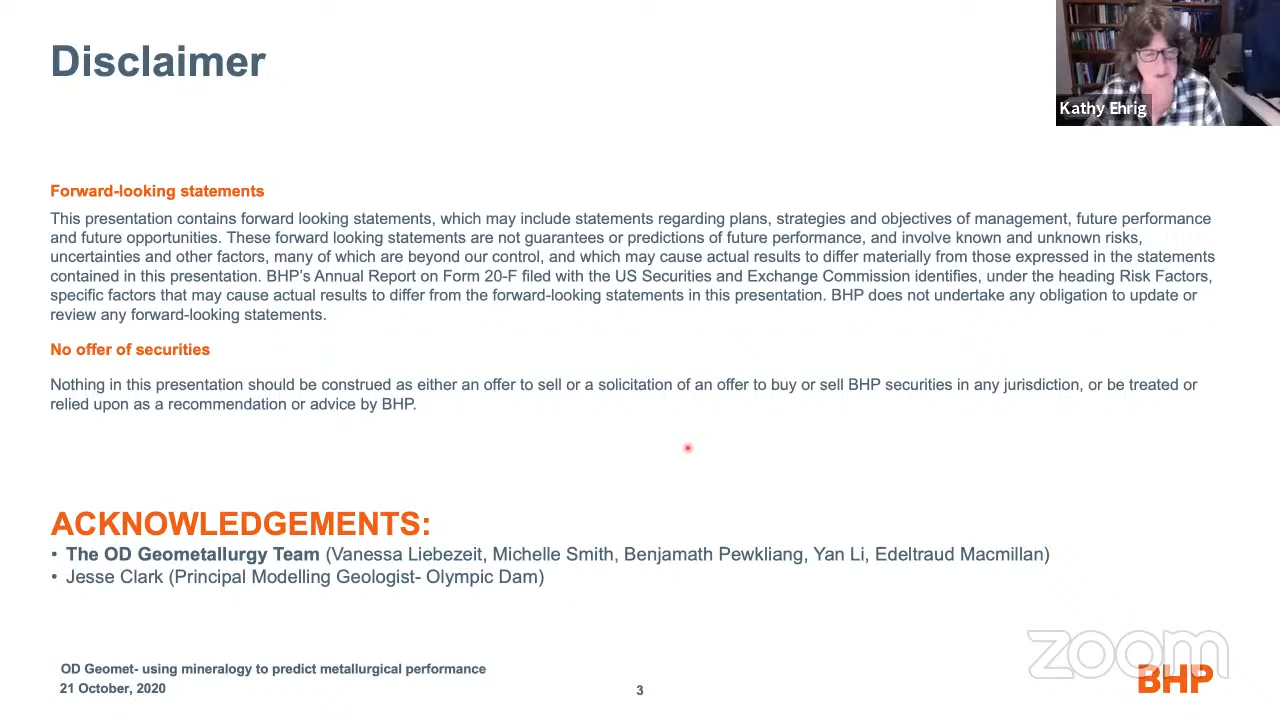 Disclaimer
Kathy Ehrig
Forward-looking statements
This presentation contains forward looking statements, which may include statements regarding plans, strategies and objectives of management, future performance
and future opportunities. These forward looking statements are not guarantees or predictions of future performance, and involve known and unknown risks,
uncertainties and other factors, many of which are beyond our control, and which may cause actual results to differ materially from those expressed in the statements
contained in this presentation. BHP's Annual Report on Form 20-F filed with the US Securities and Exchange Commission identifies, under the heading Risk Factors,
specific factors that may cause actual results to differ from the forward-looking statements in this presentation. BHP does not undertake any obligation to update or
review any forward-looking statements.
No offer of securities
Nothing in this presentation should be construed as either an offer to sell or a solicitation of an offer to buy or sell BHP securities in any jurisdiction, or be treated or
relied upon as a recommendation or advice by BHP.
ACKNOWLEDGEMENTS:
• The OD Geometallurgy Team (Vanessa Liebezeit, Michelle Smith, Benjamath Pewkliang, Yan Li, Edeltraud Macmillan)
• Jesse Clark (Principal Modelling Geologist- Olympic Dam)
OD Geomet- using mineralogy to predict metallurgical performance
21 October, 2020
3
zoom
BHP